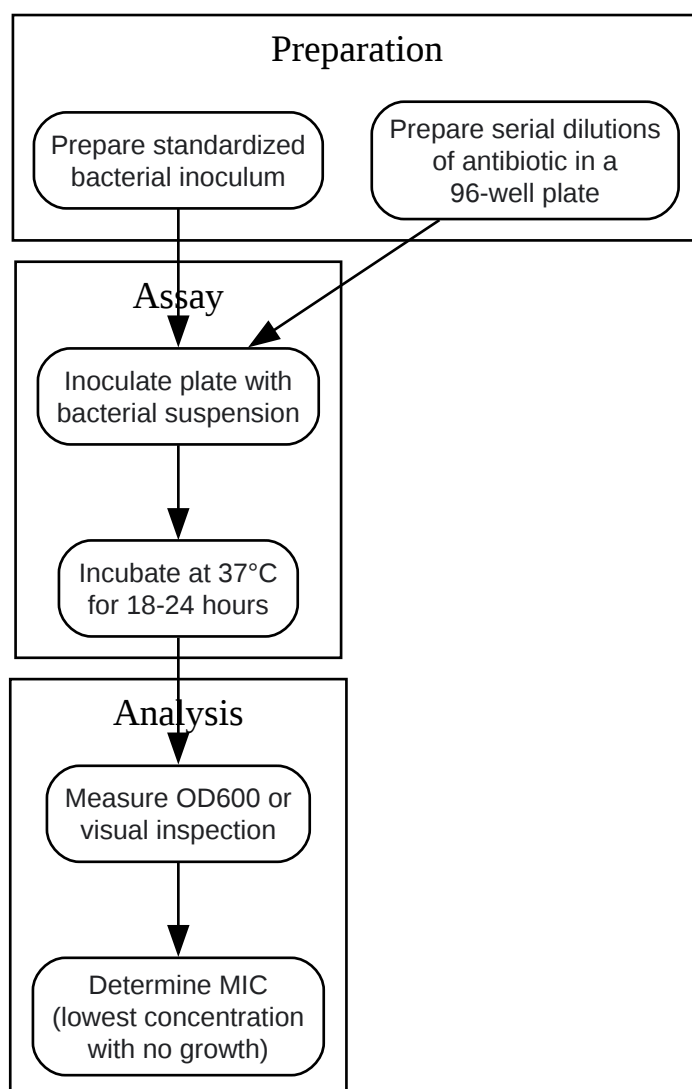 Preparation
Prepare standardized
bacterial inoculum
Prepare serial dilutions
of antibiotic in a
96-well plate
Assay
Inoculate plate with
bacterial suspension
Incubate at 37°C
for 18-24 hours
Analysis
Measure OD600 or
visual inspection
Determine MIC
(lowest concentration
with no growth)